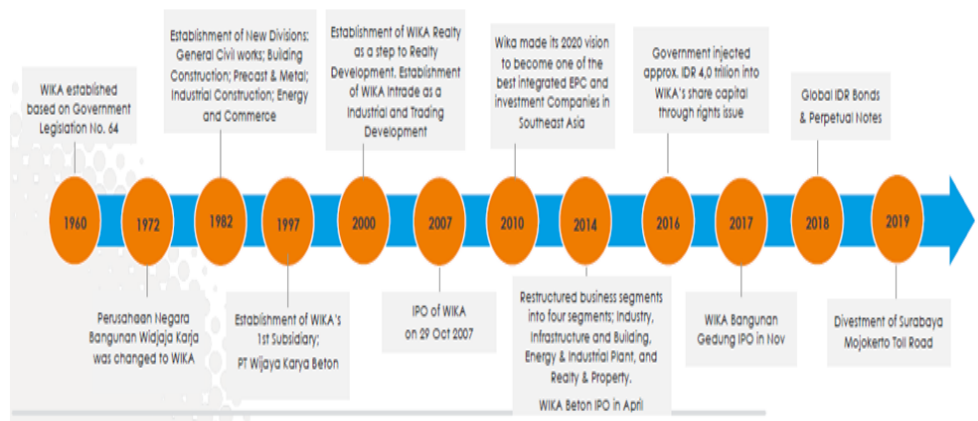 WIKA established
based on Government
Legislation No. 64
Establishment of New Divisions:
General Civil works; Building
Construction; Precast & Metal;
Industrial Construction; Energy
and Commerce
Establishment of WIKA Realty
as a step to Realty
Development. Establishment
of WIKA Intrade as a
Industrial and Trading
Development
Wika made its 2020 vision
to become one of the
best integrated EPC and
investment Companies in
Southeast Asia
Government injected
approx. IDR 4,0 trillion into
WIKA's share capital
through rights issue
Global IDR Bonds
& Perpetual Notes
1960
1972
1982
1997
2000
2007
2010
2014
2016
2017
2018
2019
Perusahaan Negara
Bangunan Widjaja Karja
was changed to WIKA
Establishment of WIKA's
1st Subsidiary;
PT Wijaya Karya Beton
IPO of WIKA
on 29 Oct 2007
Restructured business segments
into four segments; Industry,
Infrastructure and Building,
Energy & Industrial Plant, and
Realty & Property.
WIKA Beton IPO in April
WIKA Bangunan
Gedung IPO in Nov
Divestment of Surabaya
Mojokerto Toll Road